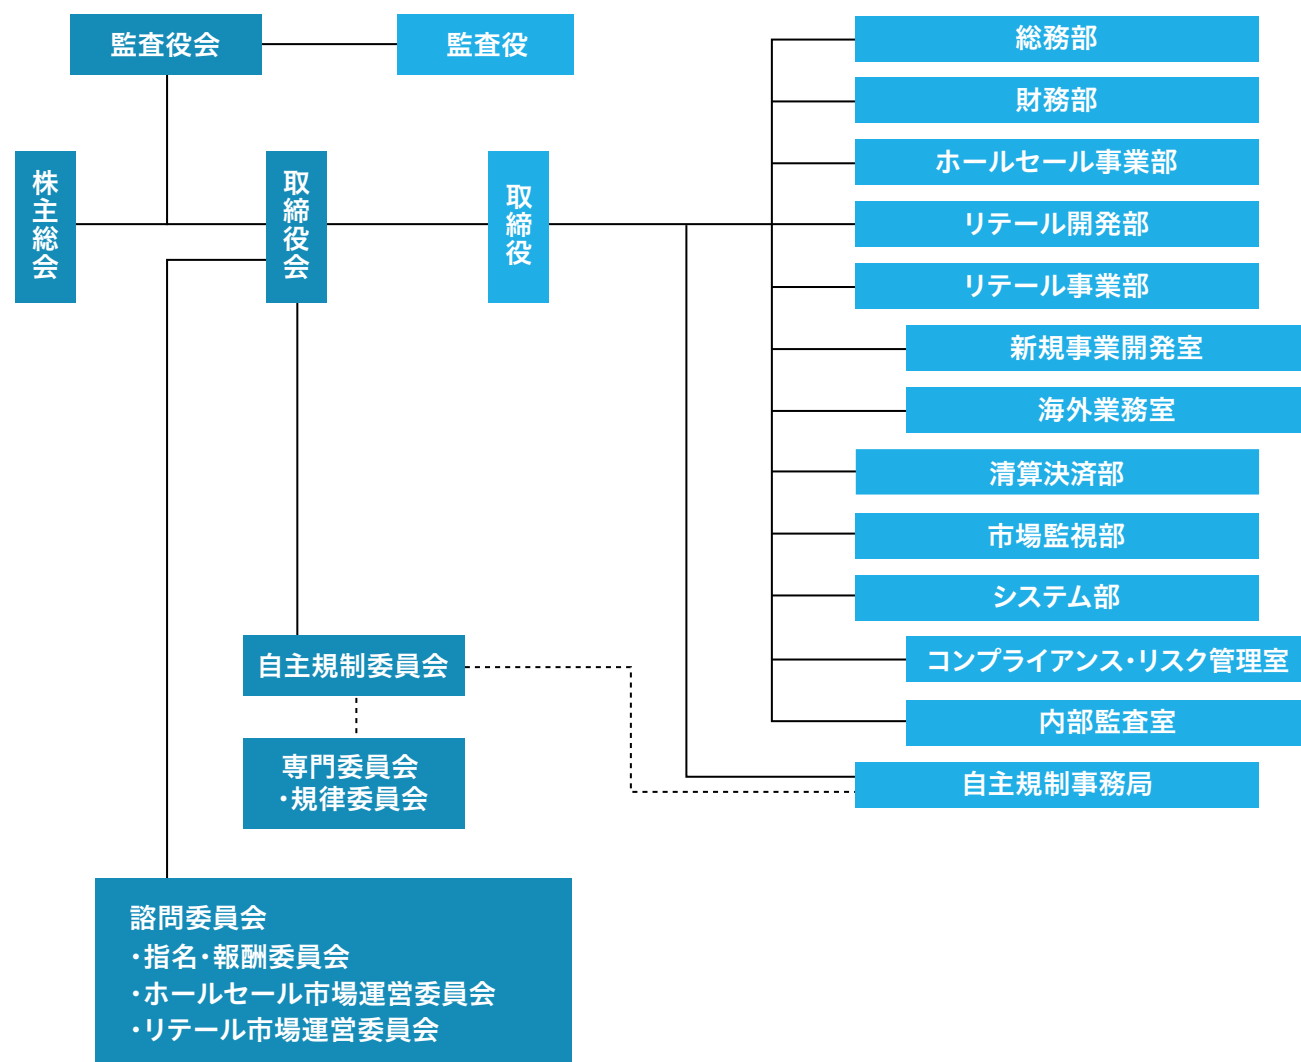 監査役会
監査役
株主総会
取締役会
取締役
総務部
財務部
ホールセール事業部
リテール開発部
リテール事業部
新規事業開発室
海外業務室
清算決済部
市場監視部
システム部
コンプライアンス・リスク管理室
内部監査室
自主規制事務局
自主規制委員会
専門委員会
・規律委員会
諮問委員会
・指名・報酬委員会
・ホールセール市場運営委員会
・リテール市場運営委員会